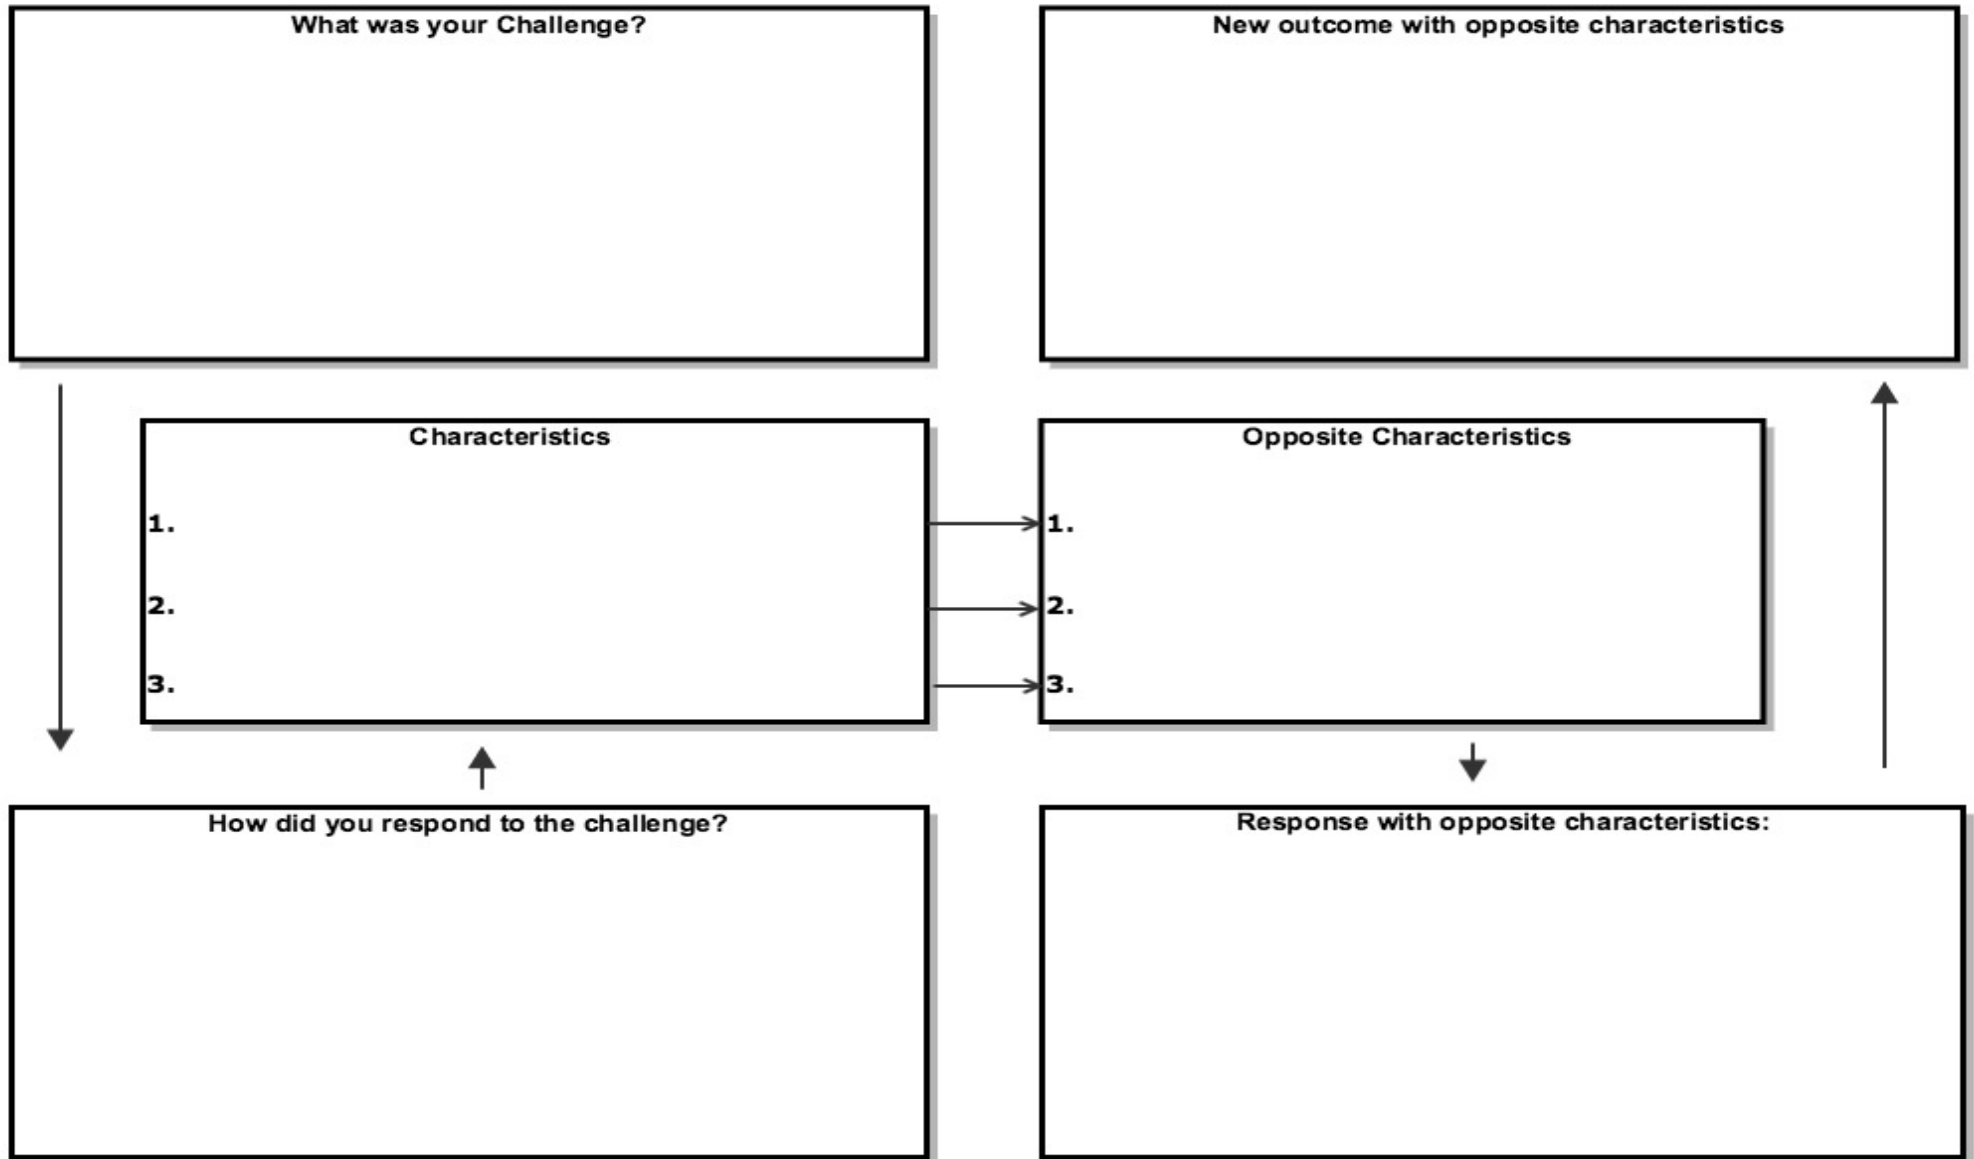 What was your Challenge?
New outcome with opposite characteristics
Characteristics
1.
2.
3.
Opposite Characteristics
1.
2.
3.
How did you respond to the challenge?
Response with opposite characteristics: